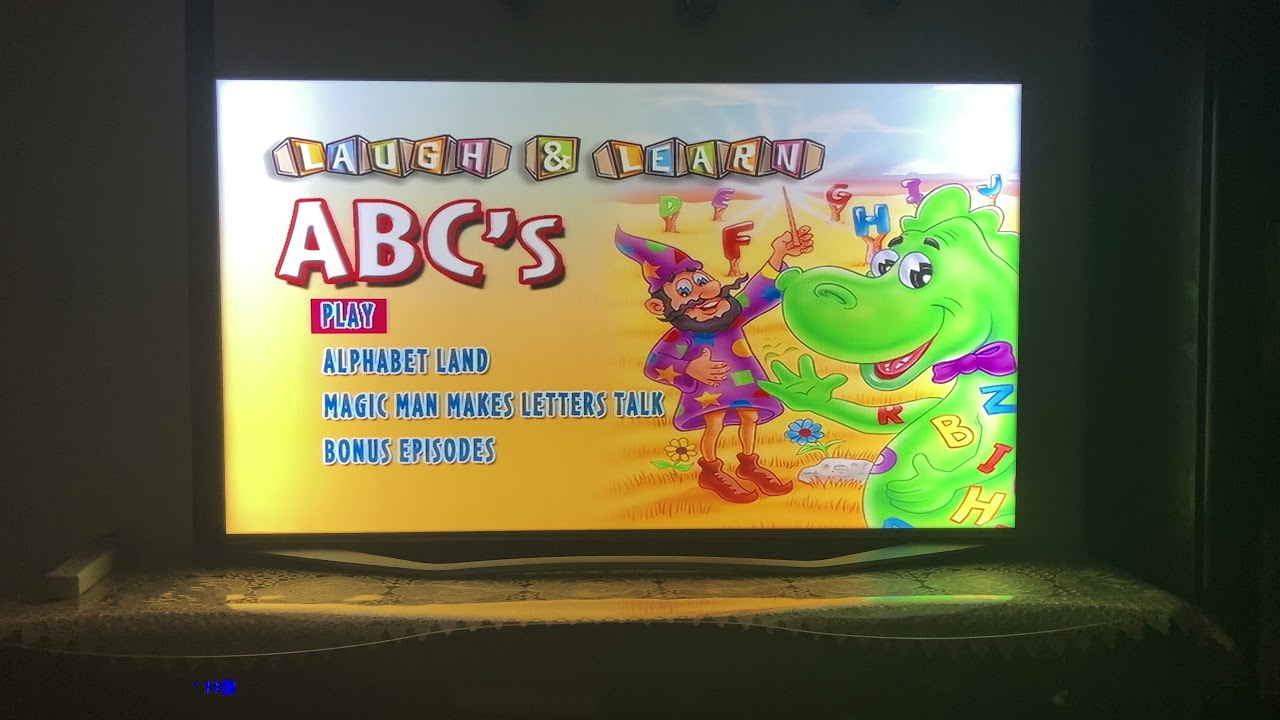 LAUGH & LEARN
ABC's
D E F G H I J
PLAY
ALPHABET LAND
MAGIC MAN MAKES LETTERS TALK
BONUS EPISODES
R B Z I H